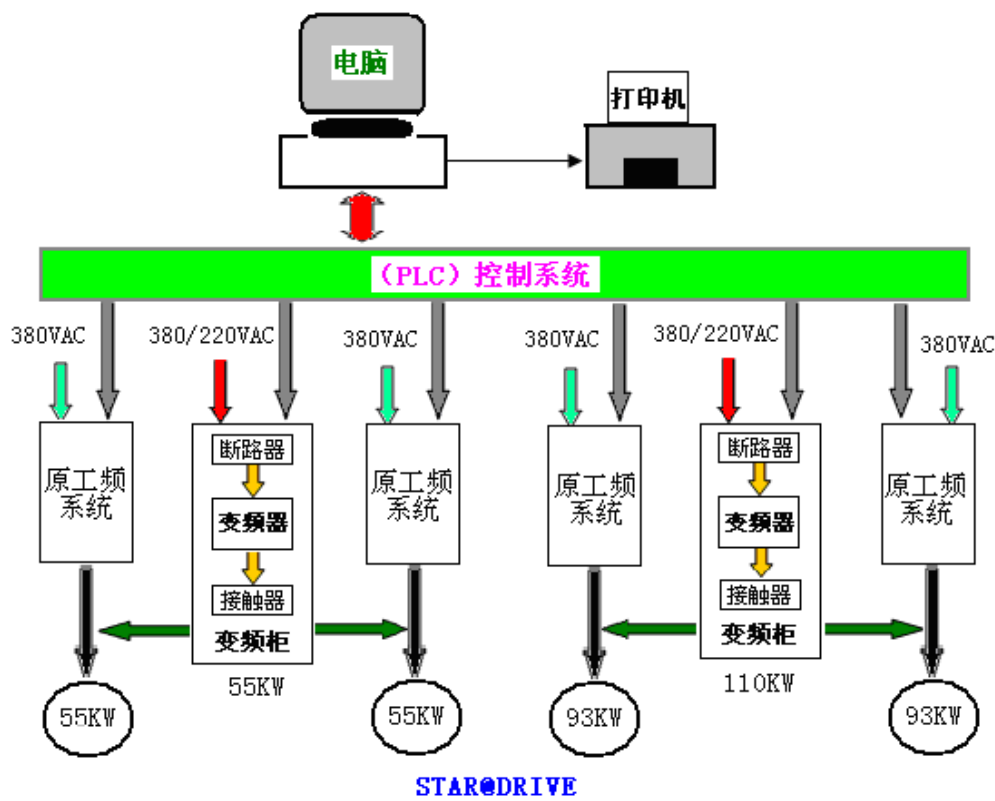 电脑
打印机
(PLC) 控制系统
380VAC
380/220VAC
380VAC
380VAC
380/220VAC
380VAC
原工频
系统
断路器
变频器
接触器
变频柜
原工频
系统
原工频
系统
断路器
变频器
接触器
变频柜
原工频
系统
55KW
110KW
55KW
55KW
93KW
93KW
STAR@DRIVE